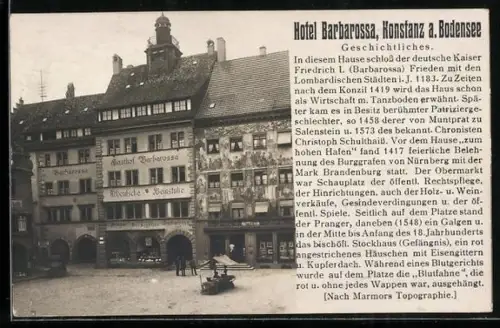 Hotel Barbarossa, Konstanz a. Bodensee
Geschichtliches.
In diesem Hause schloß der deutsche Kaiser
Friedrich I. (Barbarossa) Frieden mit den
Lombardischen Städten i. J. 1183. Zu Zeiten
nach dem Konzil 1419 wird das Haus schon
als Wirtschaft m. Tanzboden erwähnt. Spä-
ter kam es in Besitz berühmter Patrizierge-
schlechter, so 1458 derer von Muntprat zu
Salenstein u. 1573 des bekannt. Chronisten
Christoph Schulthaiß. Vor dem Hause „zum
hohen Hafen" fand 1417 feierliche Beleh-
nung des Burggrafen von Nürnberg mit der
Mark Brandenburg statt. Der Obermarkt
war Schauplatz der öffentl. Rechtspflege,
der Hinrichtungen, auch der Holz- u. Wein-
verkäufe, Gesindeverdingungen u. der öf-
fentl. Spiele. Seitlich auf dem Platze stand
der Pranger, daneben (1548) ein Galgen u.
in der Mitte bis Anfang des 18. Jahrhunderts
das bischöfl. Stockhaus (Gefängnis), ein rot
angestrichenes Häuschen mit Eisengittern
u. Kupferdach. Während eines Blutgerichts
wurde auf dem Platze die „Blutfahne", die
rot u. ohne jedes Wappen war, ausgehängt.
[Nach Marmors Topographie.]
Gasthof Barbarossa
Barbarossa